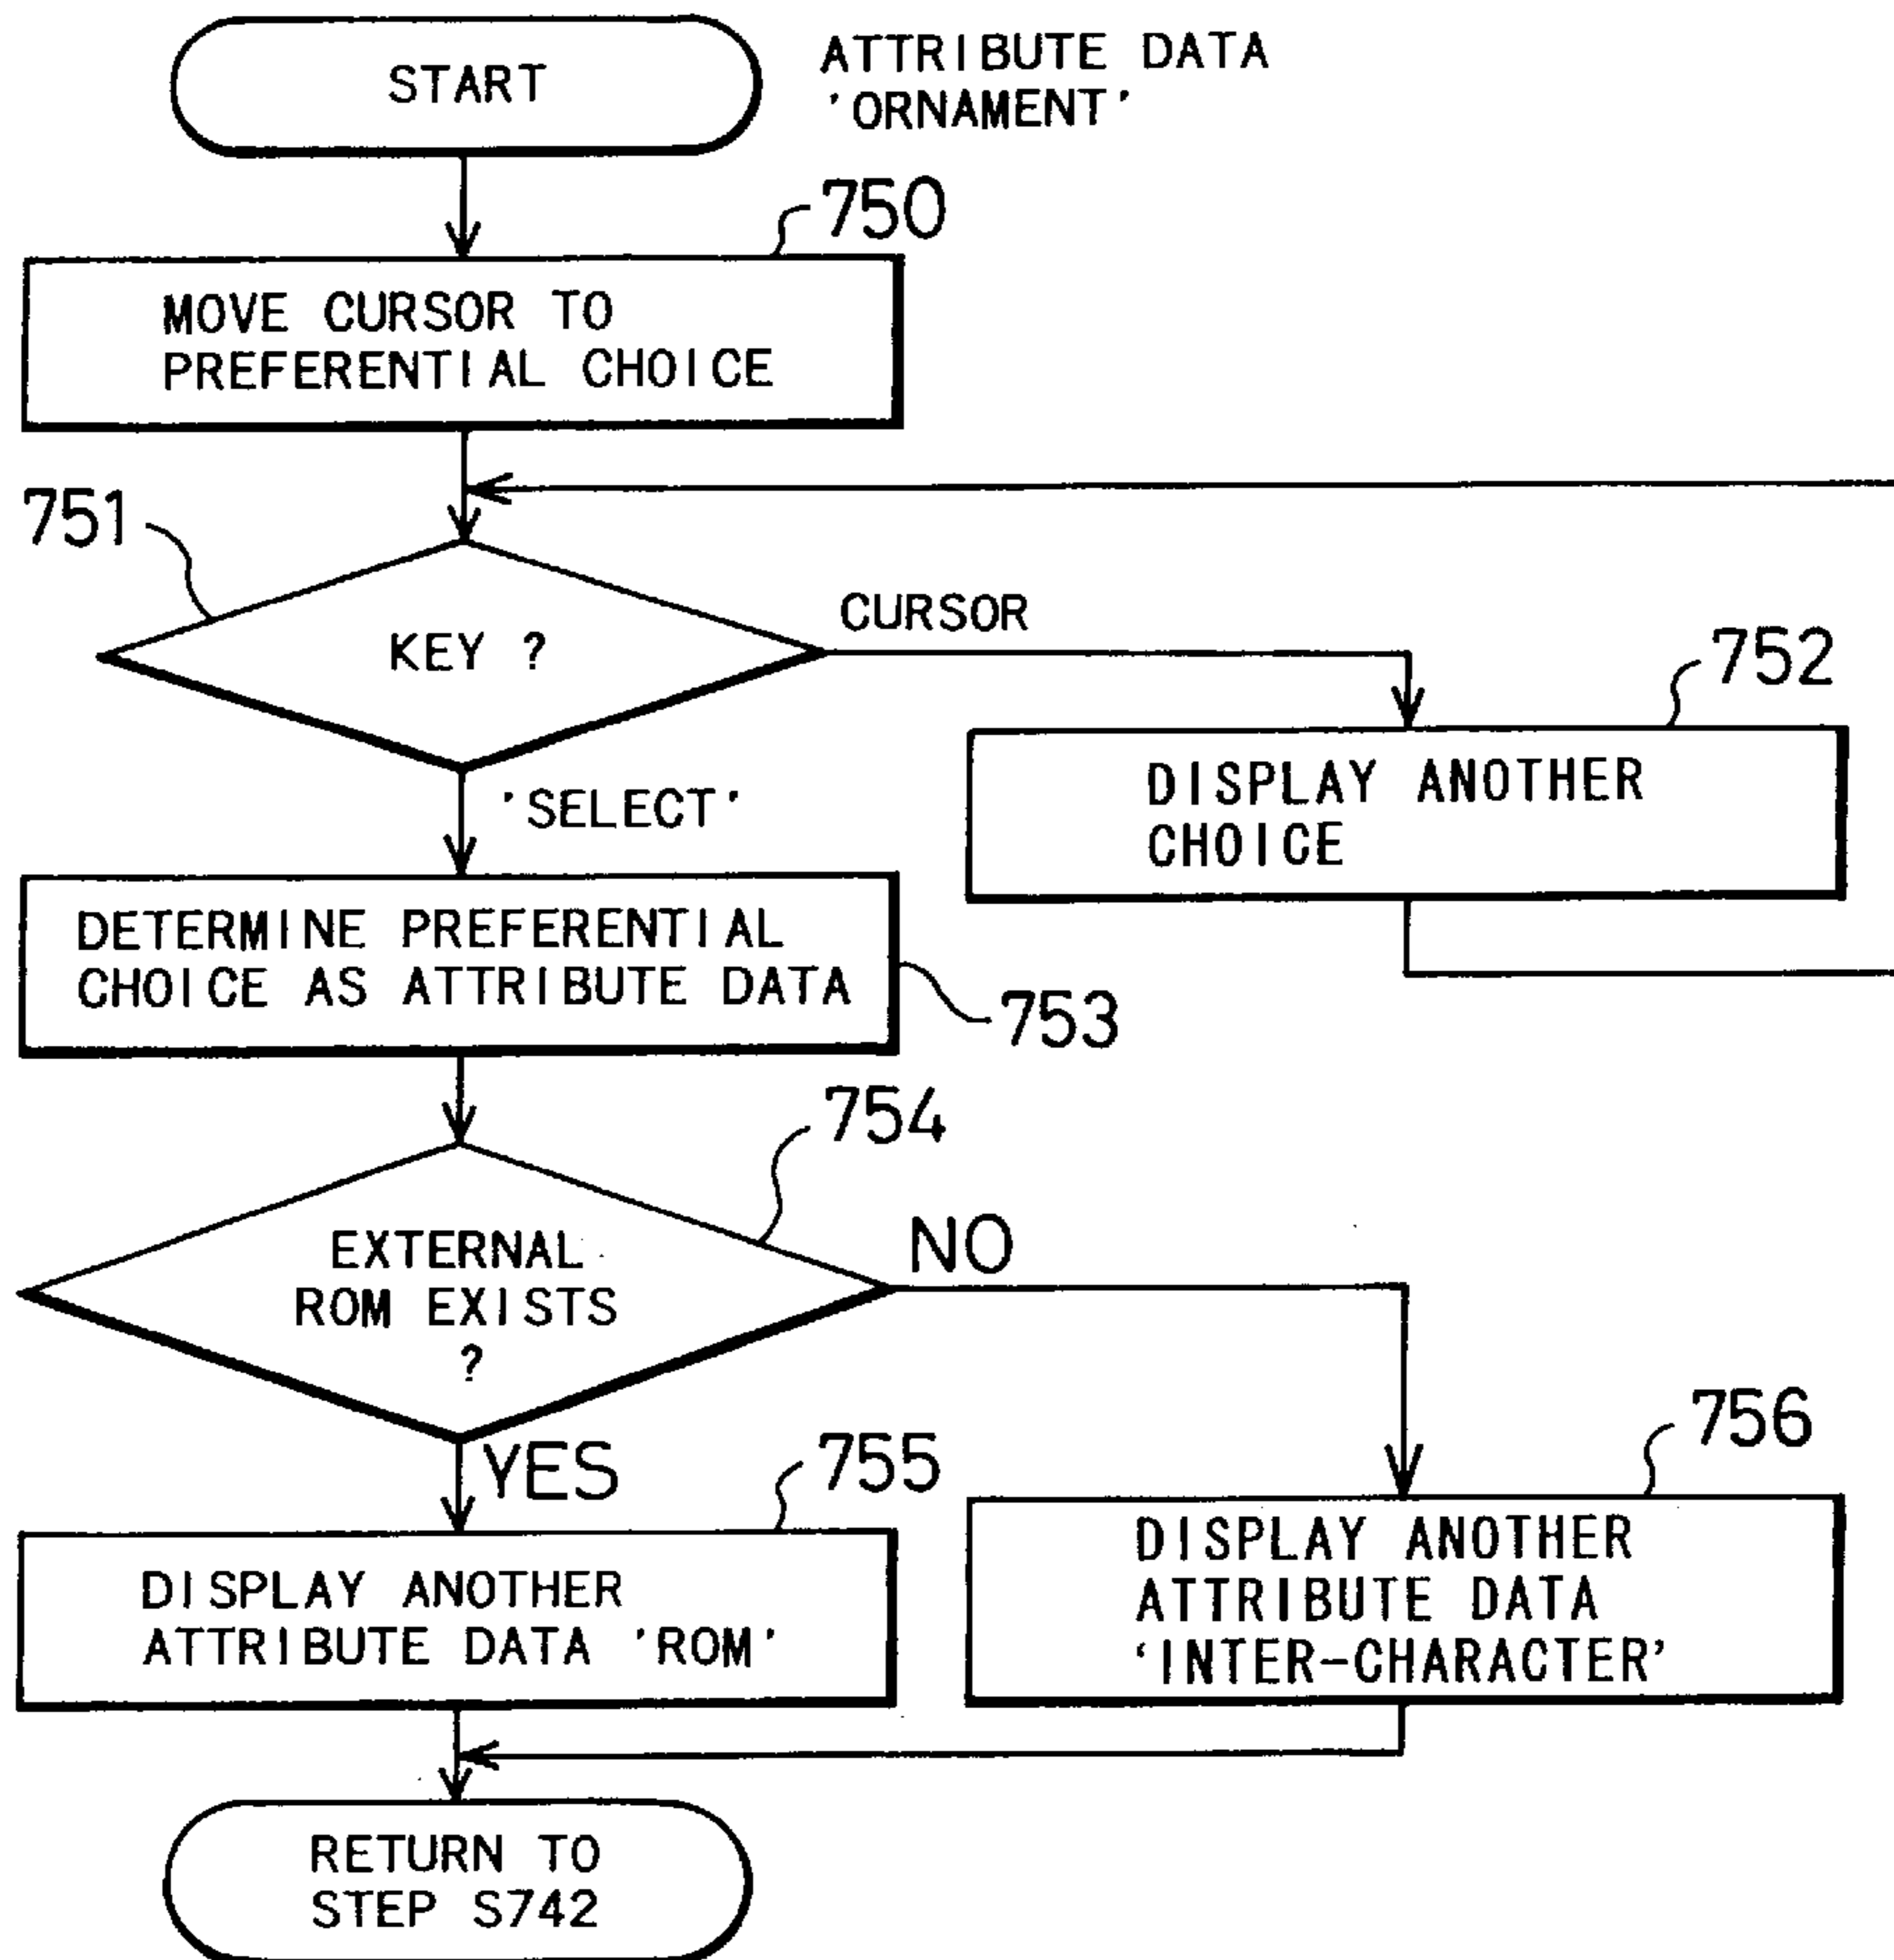 START
ATTRIBUTE DATA
'ORNAMENT'
750
MOVE CURSOR TO
PREFERENTIAL CHOICE
751
KEY ?
CURSOR
752
DISPLAY ANOTHER
CHOICE
'SELECT'
DETERMINE PREFERENTIAL
CHOICE AS ATTRIBUTE DATA
753
754
EXTERNAL
ROM EXISTS
?
NO
YES
755
DISPLAY ANOTHER
ATTRIBUTE DATA 'ROM'
756
DISPLAY ANOTHER
ATTRIBUTE DATA
'INTER-CHARACTER'
RETURN TO
STEP S742